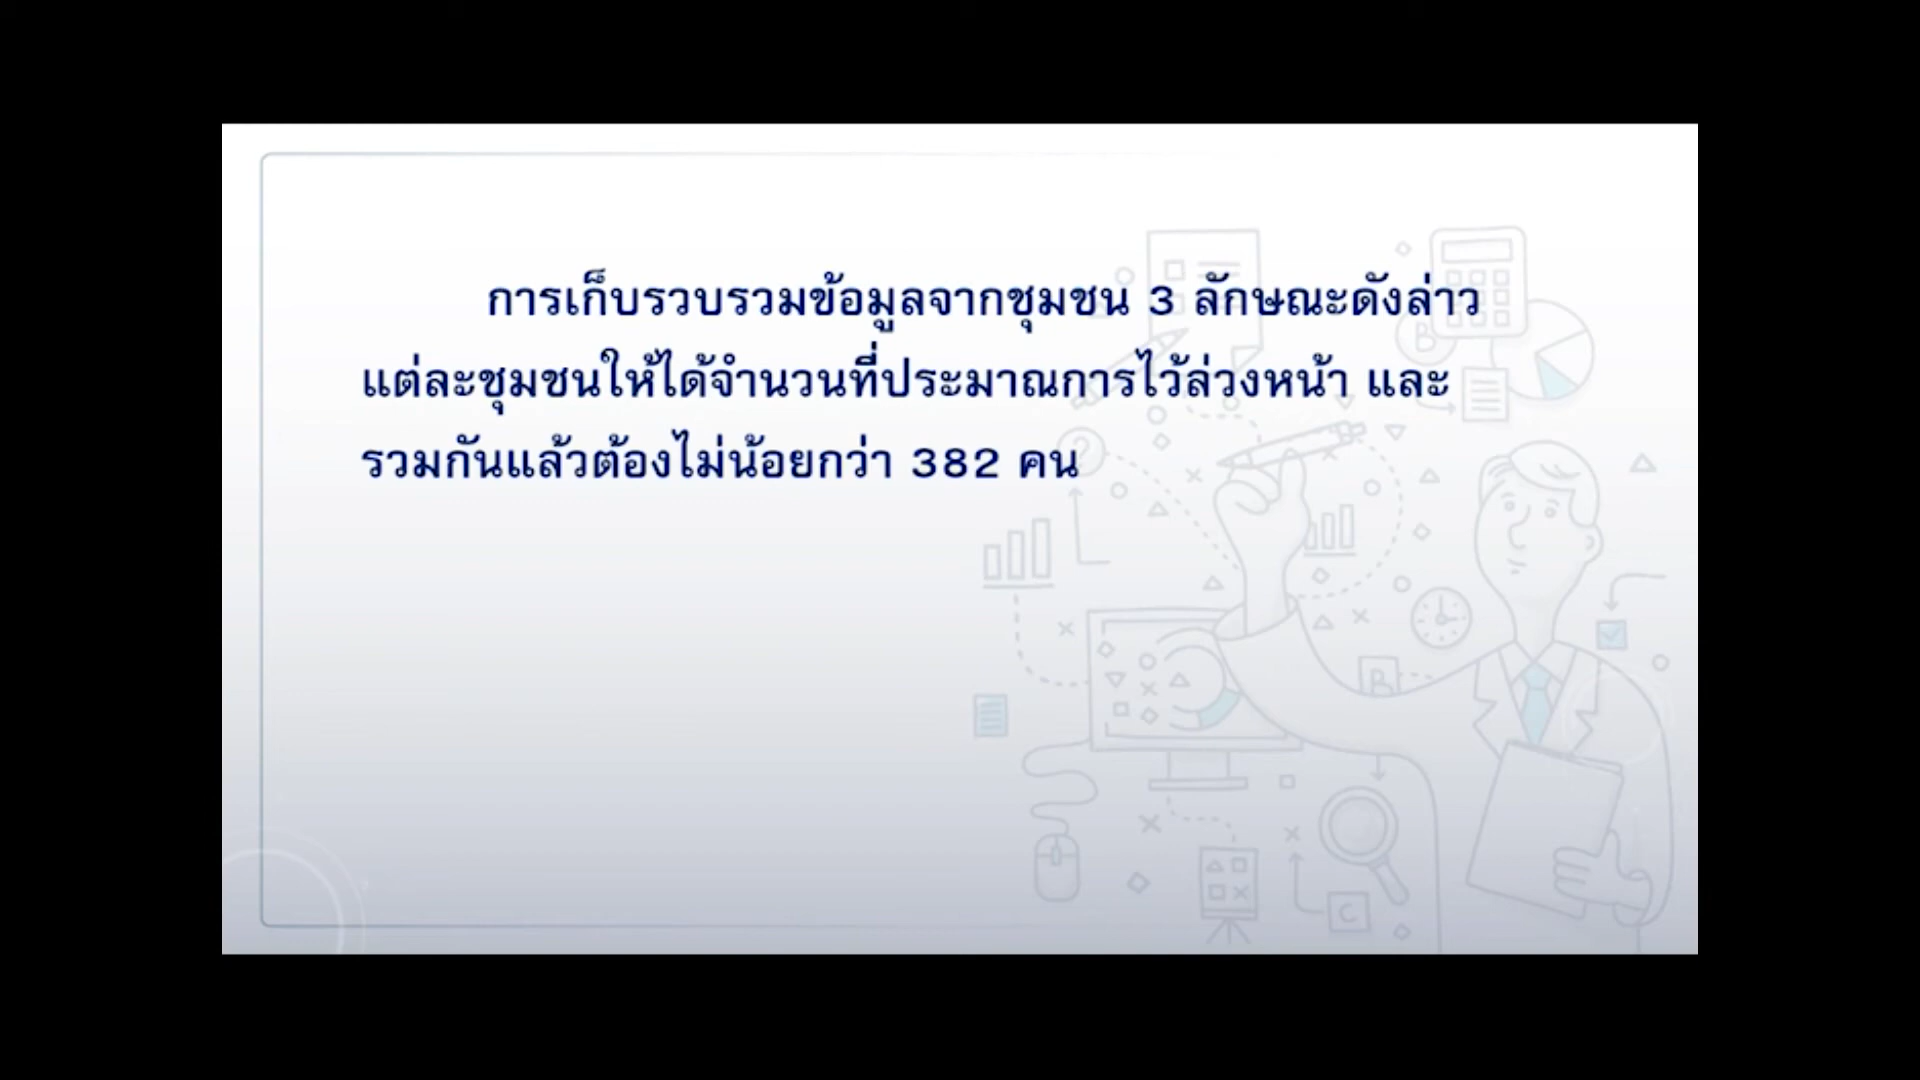 การเก็บรวบรวมข้อมูลจากชุมชน 3 ลักษณะดังล่าว
แต่ละชุมชนให้ได้จำนวนที่ประมาณการไว้ล่วงหน้า และ
รวมกันแล้วต้องไม่น้อยกว่า 382 คน
B
?
B
C